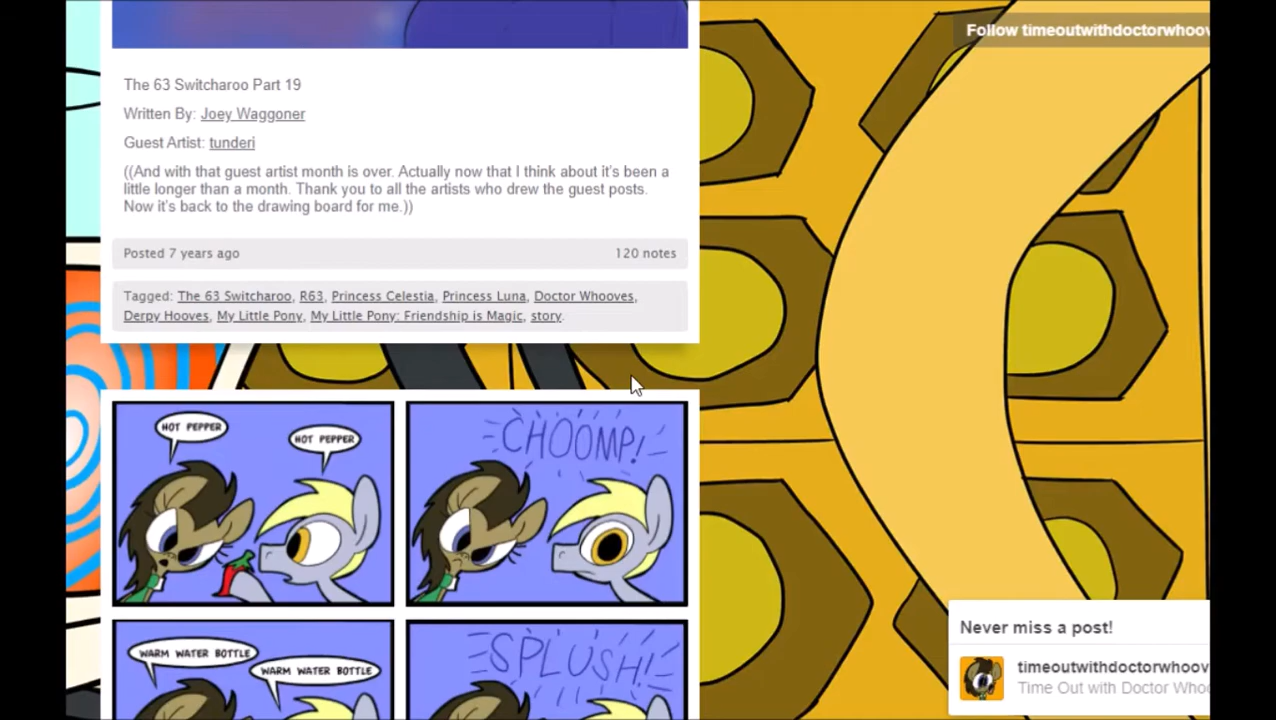 Follow timeoutwithdoctorwhoov
The 63 Switcharoo Part 19
Written By: Joey Waggoner
Guest Artist: tunderi
((And with that guest artist month is over. Actually now that I think about it's been a
little longer than a month. Thank you to all the artists who drew the guest posts.
Now it's back to the drawing board for me.))
Posted 7 years ago
120 notes
Tagged: The 63 Switcharoo, R63, Princess Celestia, Princess Luna, Doctor Whooves,
Derpy Hooves, My Little Pony, My Little Pony: Friendship is Magic, story.
HOT PEPPER
HOT PEPPER
CHOOMP!
WARM WATER BOTTLE
WARM WATER BOTTLE
SPLUSH!
Never miss a post!
timeoutwithdoctorwhoov
Time Out with Doctor Whoo